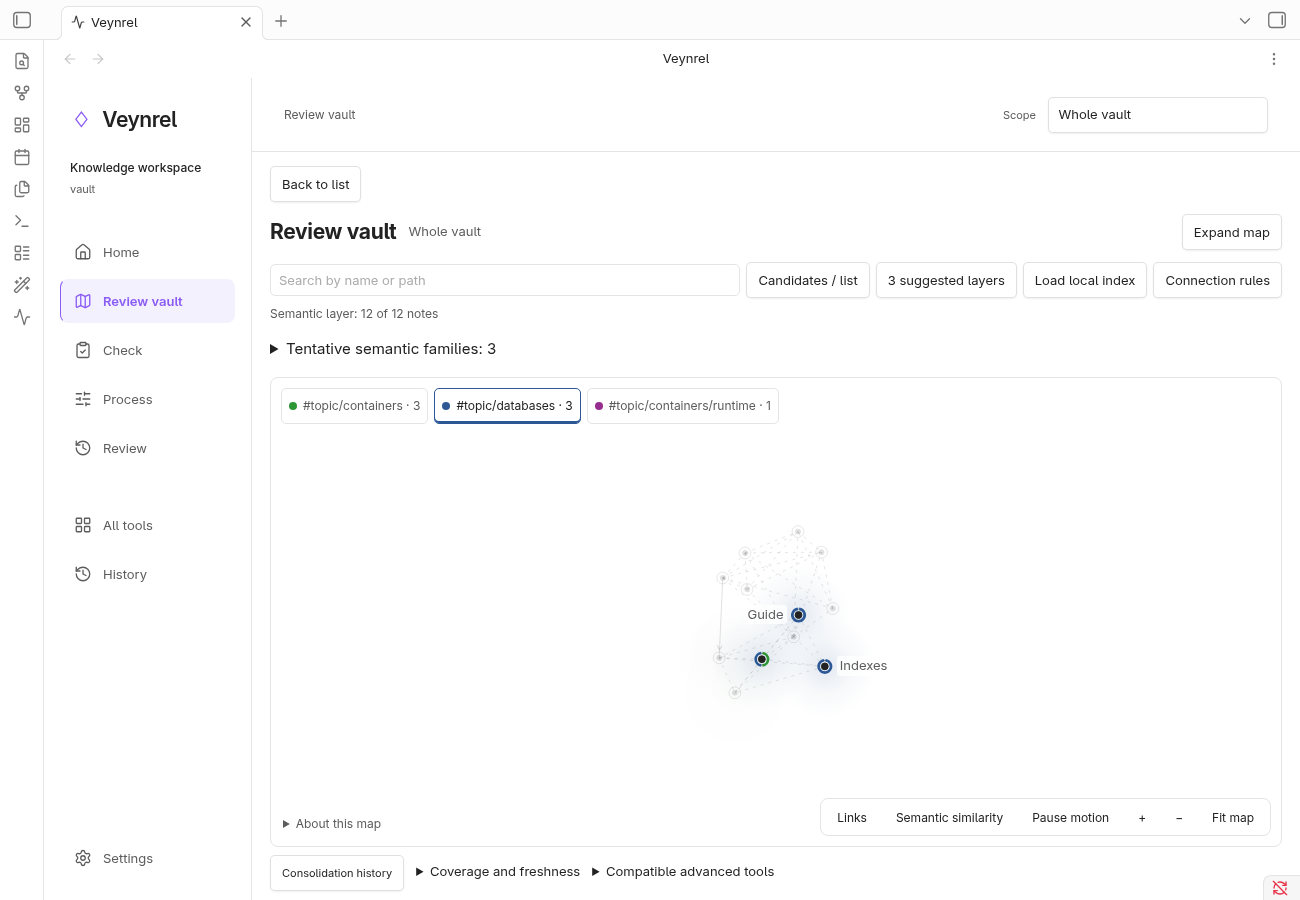 Veynrel
Veynrel
Veynrel
Knowledge workspace
vault
Home
Review vault
Check
Process
Review
All tools
History
Settings
Review vault
Scope
Whole vault
Back to list
Review vault
Whole vault
Expand map
Search by name or path
Candidates / list
3 suggested layers
Load local index
Connection rules
Semantic layer: 12 of 12 notes
Tentative semantic families: 3
#topic/containers · 3
#topic/databases · 3
#topic/containers/runtime · 1
Guide
Indexes
About this map
Links
Semantic similarity
Pause motion
+
−
Fit map
Consolidation history
Coverage and freshness
Compatible advanced tools